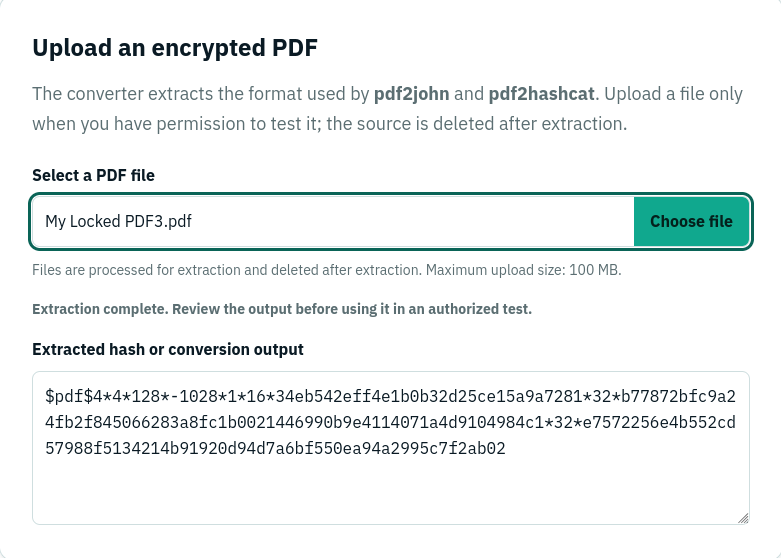 Upload an encrypted PDF
The converter extracts the format used by pdf2john and pdf2hashcat. Upload a file only
when you have permission to test it; the source is deleted after extraction.
Select a PDF file
My Locked PDF3.pdf
Choose file
Files are processed for extraction and deleted after extraction. Maximum upload size: 100 MB.
Extraction complete. Review the output before using it in an authorized test.
Extracted hash or conversion output
$pdf$4*4*128*-1028*1*16*34eb542eff4e1b0b32d25ce15a9a7281*32*b77872bfc9a2
4fb2f845066283a8fc1b0021446990b9e4114071a4d9104984c1*32*e7572256e4b552cd
57988f5134214b91920d94d7a6bf550ea94a2995c7f2ab02